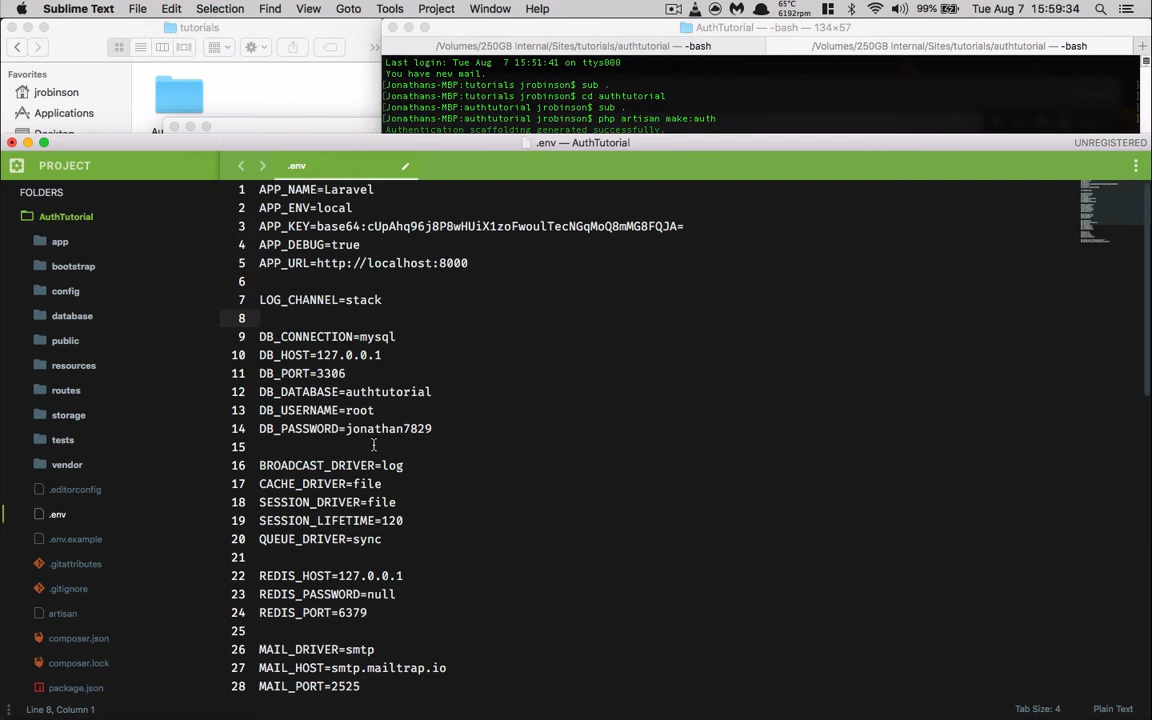 Sublime Text File Edit Selection Find View Goto Tools Project Window Help 65°C 6192rpm 99% Tue Aug 7 15:59:34
tutorials
AuthTutorial — -bash — 134×57
/Volumes/250GB Internal/Sites/tutorials/authtutorial — -bash
/Volumes/250GB Internal/Sites/tutorials/authtutorial — -bash
Favorites
jrobinson
Applications
Desktop
Last login: Tue Aug 7 15:51:41 on ttys000
You have new mail.
[Jonathans-MBP:tutorials jrobinson$ sub .
[Jonathans-MBP:tutorials jrobinson$ cd authtutorial
[Jonathans-MBP:authtutorial jrobinson$ sub .
[Jonathans-MBP:authtutorial jrobinson$ php artisan make:auth
Authentication scaffolding generated successfully.
.env — AuthTutorial
UNREGISTERED
PROJECT
.env
FOLDERS
AuthTutorial
app
bootstrap
config
database
public
resources
routes
storage
tests
vendor
.editorconfig
.env
.env.example
.gitattributes
.gitignore
artisan
composer.json
composer.lock
package.json
1 APP_NAME=Laravel
2 APP_ENV=local
3 APP_KEY=base64:cUpAhq96j8P8wHUiX1zoFwoulTecNGqMoQ8mMG8FQJA=
4 APP_DEBUG=true
5 APP_URL=http://localhost:8000
6
7 LOG_CHANNEL=stack
8
9 DB_CONNECTION=mysql
10 DB_HOST=127.0.0.1
11 DB_PORT=3306
12 DB_DATABASE=authtutorial
13 DB_USERNAME=root
14 DB_PASSWORD=jonathan7829
15
16 BROADCAST_DRIVER=log
17 CACHE_DRIVER=file
18 SESSION_DRIVER=file
19 SESSION_LIFETIME=120
20 QUEUE_DRIVER=sync
21
22 REDIS_HOST=127.0.0.1
23 REDIS_PASSWORD=null
24 REDIS_PORT=6379
25
26 MAIL_DRIVER=smtp
27 MAIL_HOST=smtp.mailtrap.io
28 MAIL_PORT=2525
Line 8, Column 1
Tab Size: 4
Plain Text